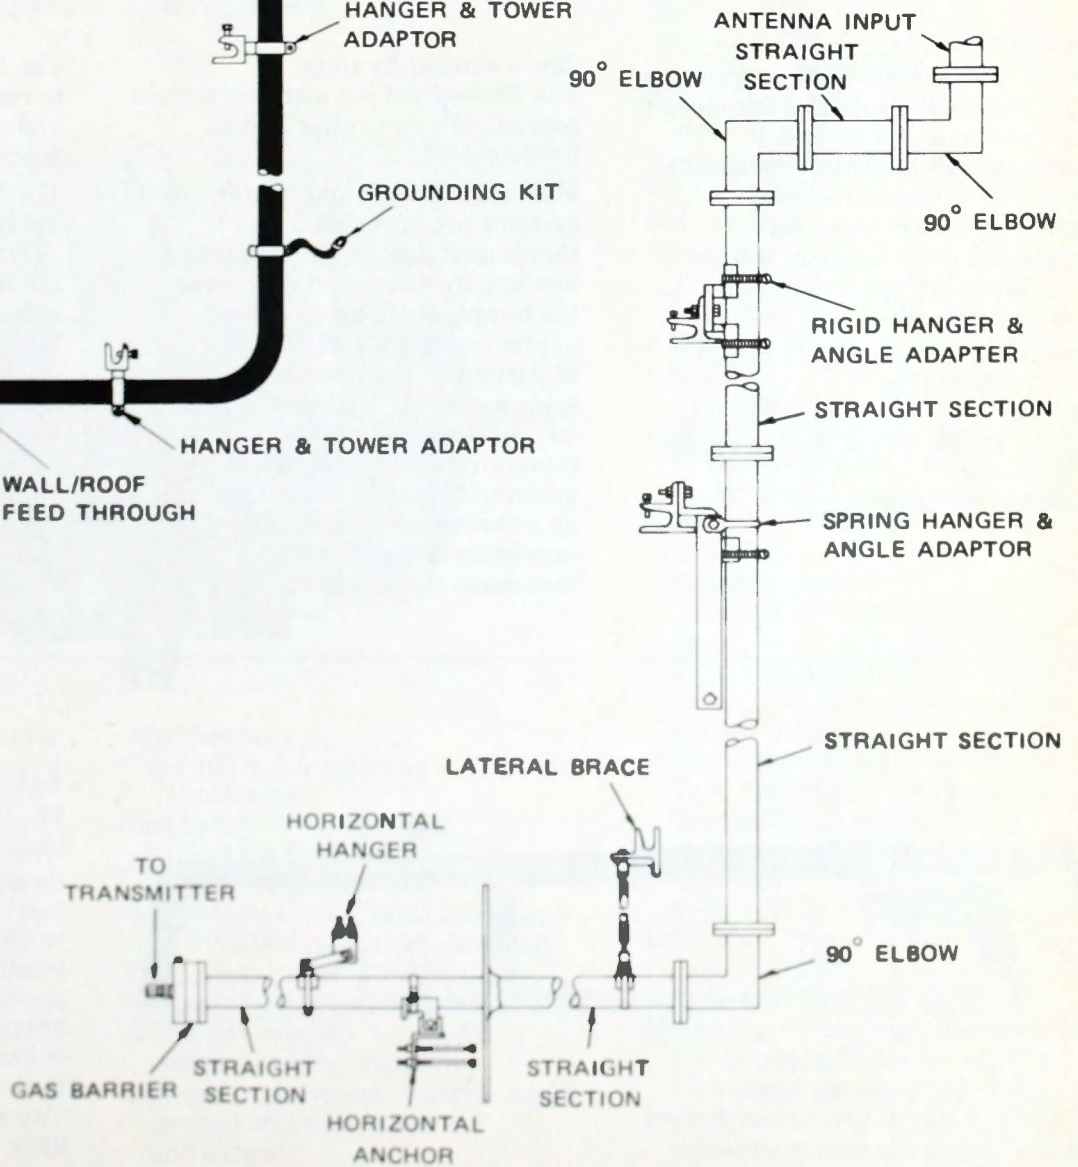 HANGER & TOWER
ADAPTOR
GROUNDING KIT
HANGER & TOWER ADAPTOR
WALL/ROOF
FEED THROUGH
ANTENNA INPUT
STRAIGHT
SECTION
90° ELBOW
90° ELBOW
RIGID HANGER &
ANGLE ADAPTER
STRAIGHT SECTION
SPRING HANGER &
ANGLE ADAPTOR
STRAIGHT SECTION
LATERAL BRACE
HORIZONTAL
HANGER
TO
TRANSMITTER
90° ELBOW
GAS BARRIER
STRAIGHT
SECTION
HORIZONTAL
ANCHOR
STRAIGHT
SECTION